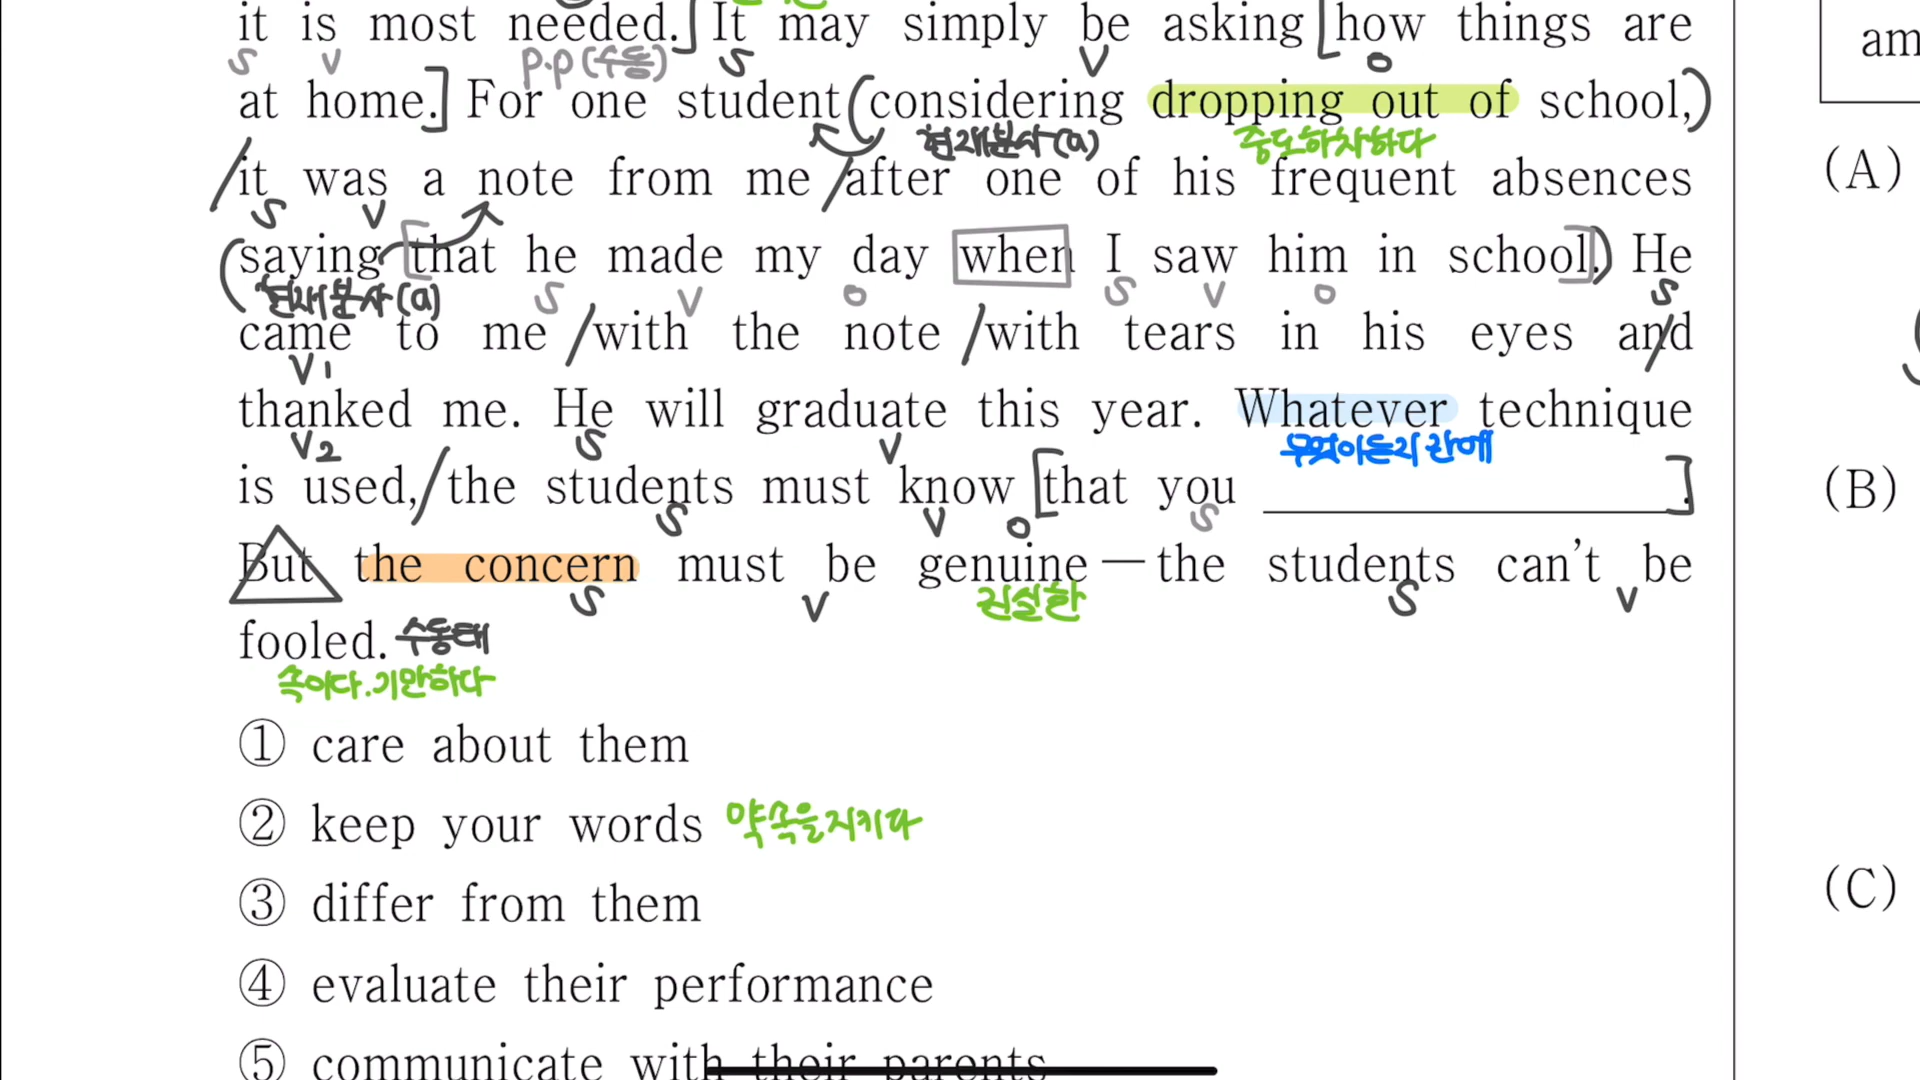 it is most needed. It may simply be asking how things are
S V p.p(수동) S V O
at home. For one student (considering dropping out of school,)
현재분사(a) 중도하차하다
it was a note from me after one of his frequent absences
S V
(saying that he made my day when I saw him in school.) He
현재분사(a) S V O S V O S
came to me with the note with tears in his eyes and
V1
thanked me. He will graduate this year. Whatever technique
V2 S V 무엇이든지 간에
is used, the students must know [that you ____________.]
S V O S
But the concern must be genuine—the students can't be
S V 진실한 S V
fooled. 수동태
속이다.기만하다
① care about them
② keep your words 약속을지키다
③ differ from them
④ evaluate their performance
⑤ communicate with their parents
am
(A)
(B)
(C)